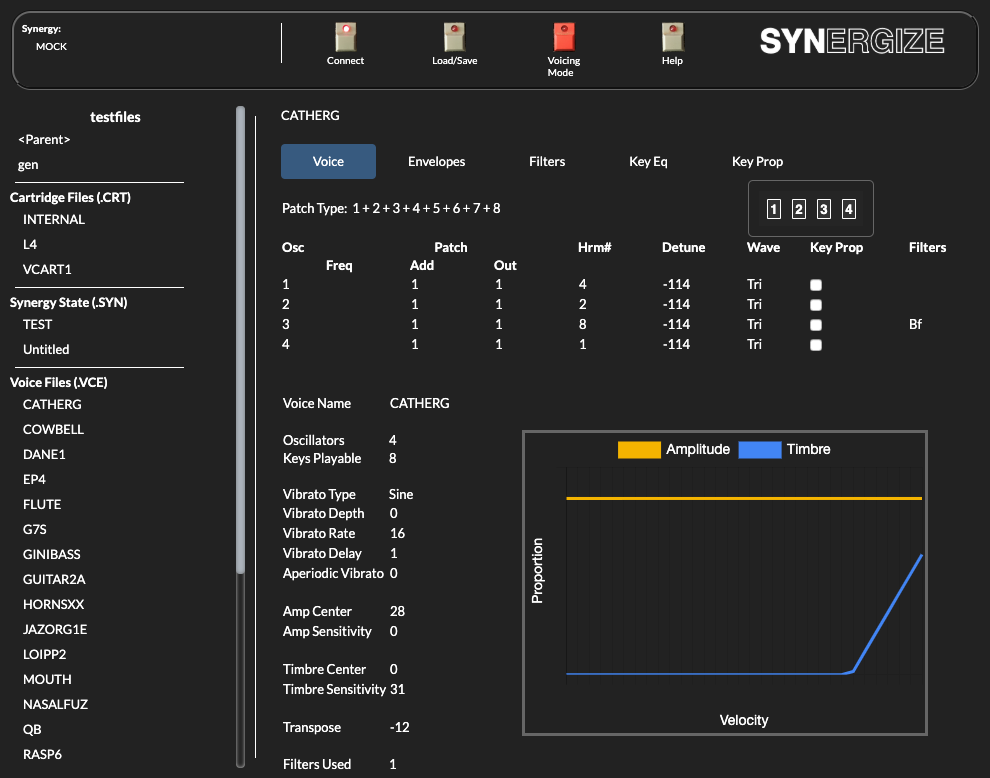 Synergy:
MOCK
Connect
Load/Save
Voicing
Mode
Help
SYNERGIZE
testfiles
<Parent>
gen
Cartridge Files (.CRT)
INTERNAL
L4
VCART1
Synergy State (.SYN)
TEST
Untitled
Voice Files (.VCE)
CATHERG
COWBELL
DANE1
EP4
FLUTE
G7S
GINIBASS
GUITAR2A
HORNSXX
JAZORG1E
LOIPP2
MOUTH
NASALFUZ
QB
RASP6
CATHERG
Voice Envelopes Filters Key Eq Key Prop
Patch Type: 1 + 2 + 3 + 4 + 5 + 6 + 7 + 8
1 2 3 4
Osc Patch Hrm# Detune Wave Key Prop Filters
Freq Add Out
1 1 1 4 -114 Tri
2 1 1 2 -114 Tri
3 1 1 8 -114 Tri Bf
4 1 1 1 -114 Tri
Voice Name CATHERG
Oscillators 4
Keys Playable 8
Vibrato Type Sine
Vibrato Depth 0
Vibrato Rate 16
Vibrato Delay 1
Aperiodic Vibrato 0
Amp Center 28
Amp Sensitivity 0
Timbre Center 0
Timbre Sensitivity 31
Transpose -12
Filters Used 1
Amplitude Timbre
Proportion
Velocity